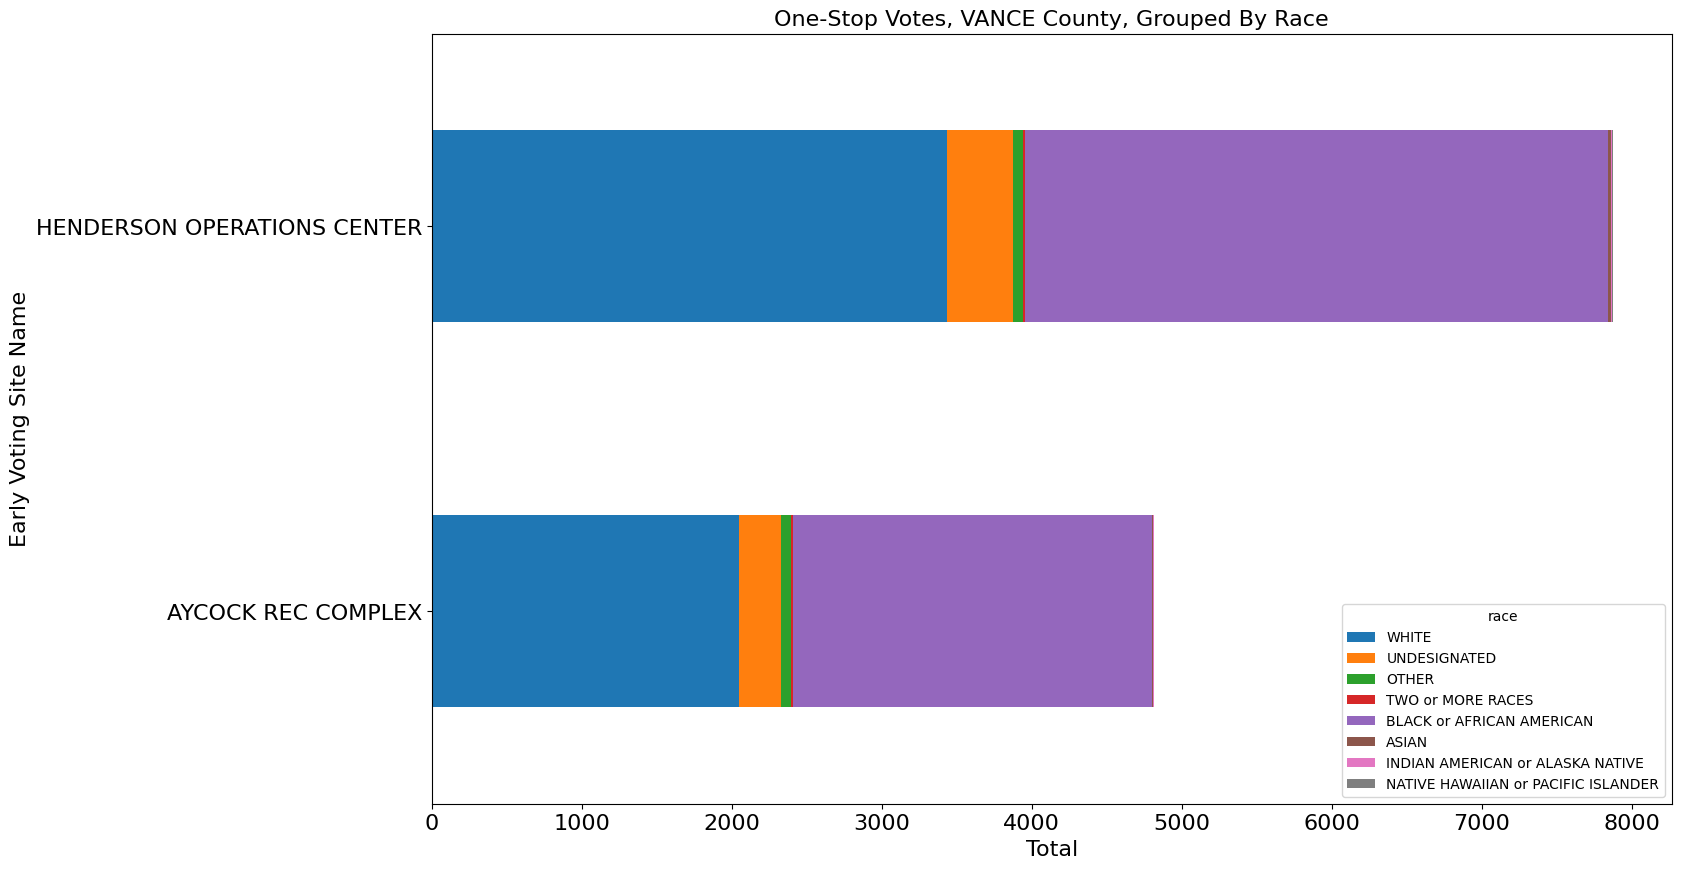 One-Stop Votes, VANCE County, Grouped By Race
Early Voting Site Name
HENDERSON OPERATIONS CENTER
AYCOCK REC COMPLEX
race
WHITE
UNDESIGNATED
OTHER
TWO or MORE RACES
BLACK or AFRICAN AMERICAN
ASIAN
INDIAN AMERICAN or ALASKA NATIVE
NATIVE HAWAIIAN or PACIFIC ISLANDER
0 1000 2000 3000 4000 5000 6000 7000 8000
Total